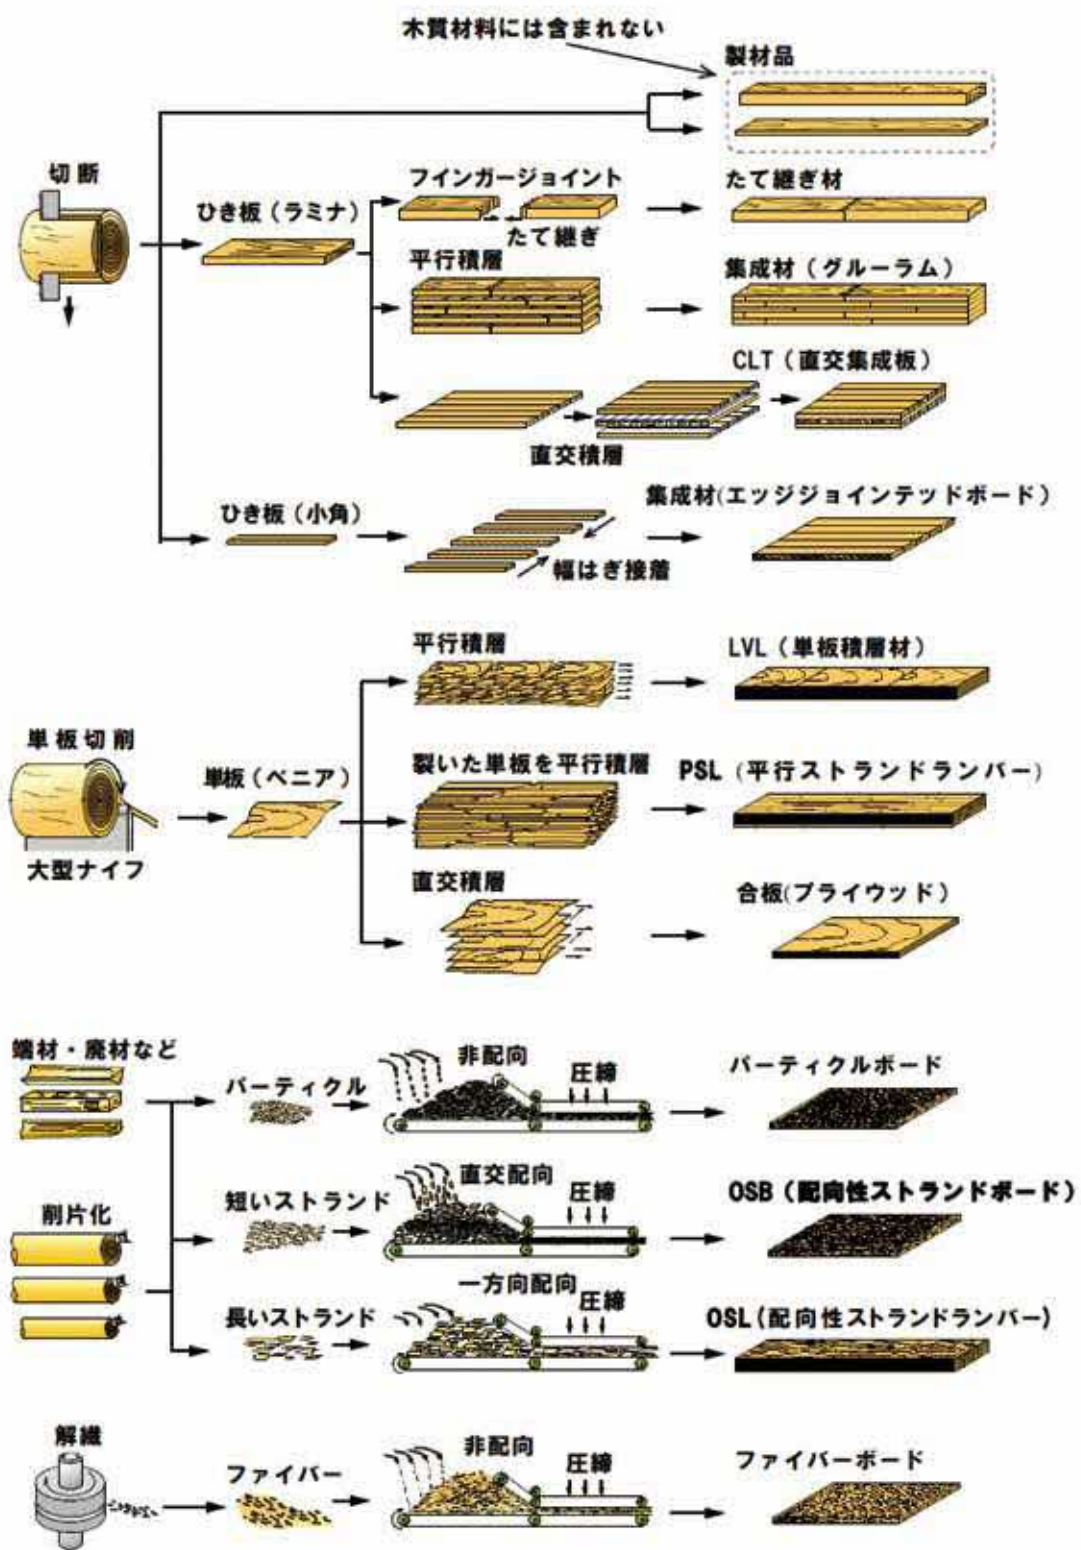 木質材料には含まれない
製材品
切断
フインガージョイント
たて継ぎ材
ひき板（ラミナ）
たて継ぎ
平行積層
集成材（グルーラム）
CLT（直交集成板）
直交積層
集成材(エッジジョインテッドボード）
ひき板（小角）
幅はぎ接着
平行積層
LVL（単板積層材）
単板切削
単板（ベニア）
裂いた単板を平行積層
PSL（平行ストランドランバー）
大型ナイフ
直交積層
合板(プライウッド）
端材・廃材など
非配向
パーティクル
圧締
パーティクルボード
直交配向
短いストランド
圧締
OSB（配向性ストランドボード）
削片化
一方向配向
長いストランド
圧締
OSL(配向性ストランドランバー)
解繊
非配向
ファイバー
圧締
ファイバーボード